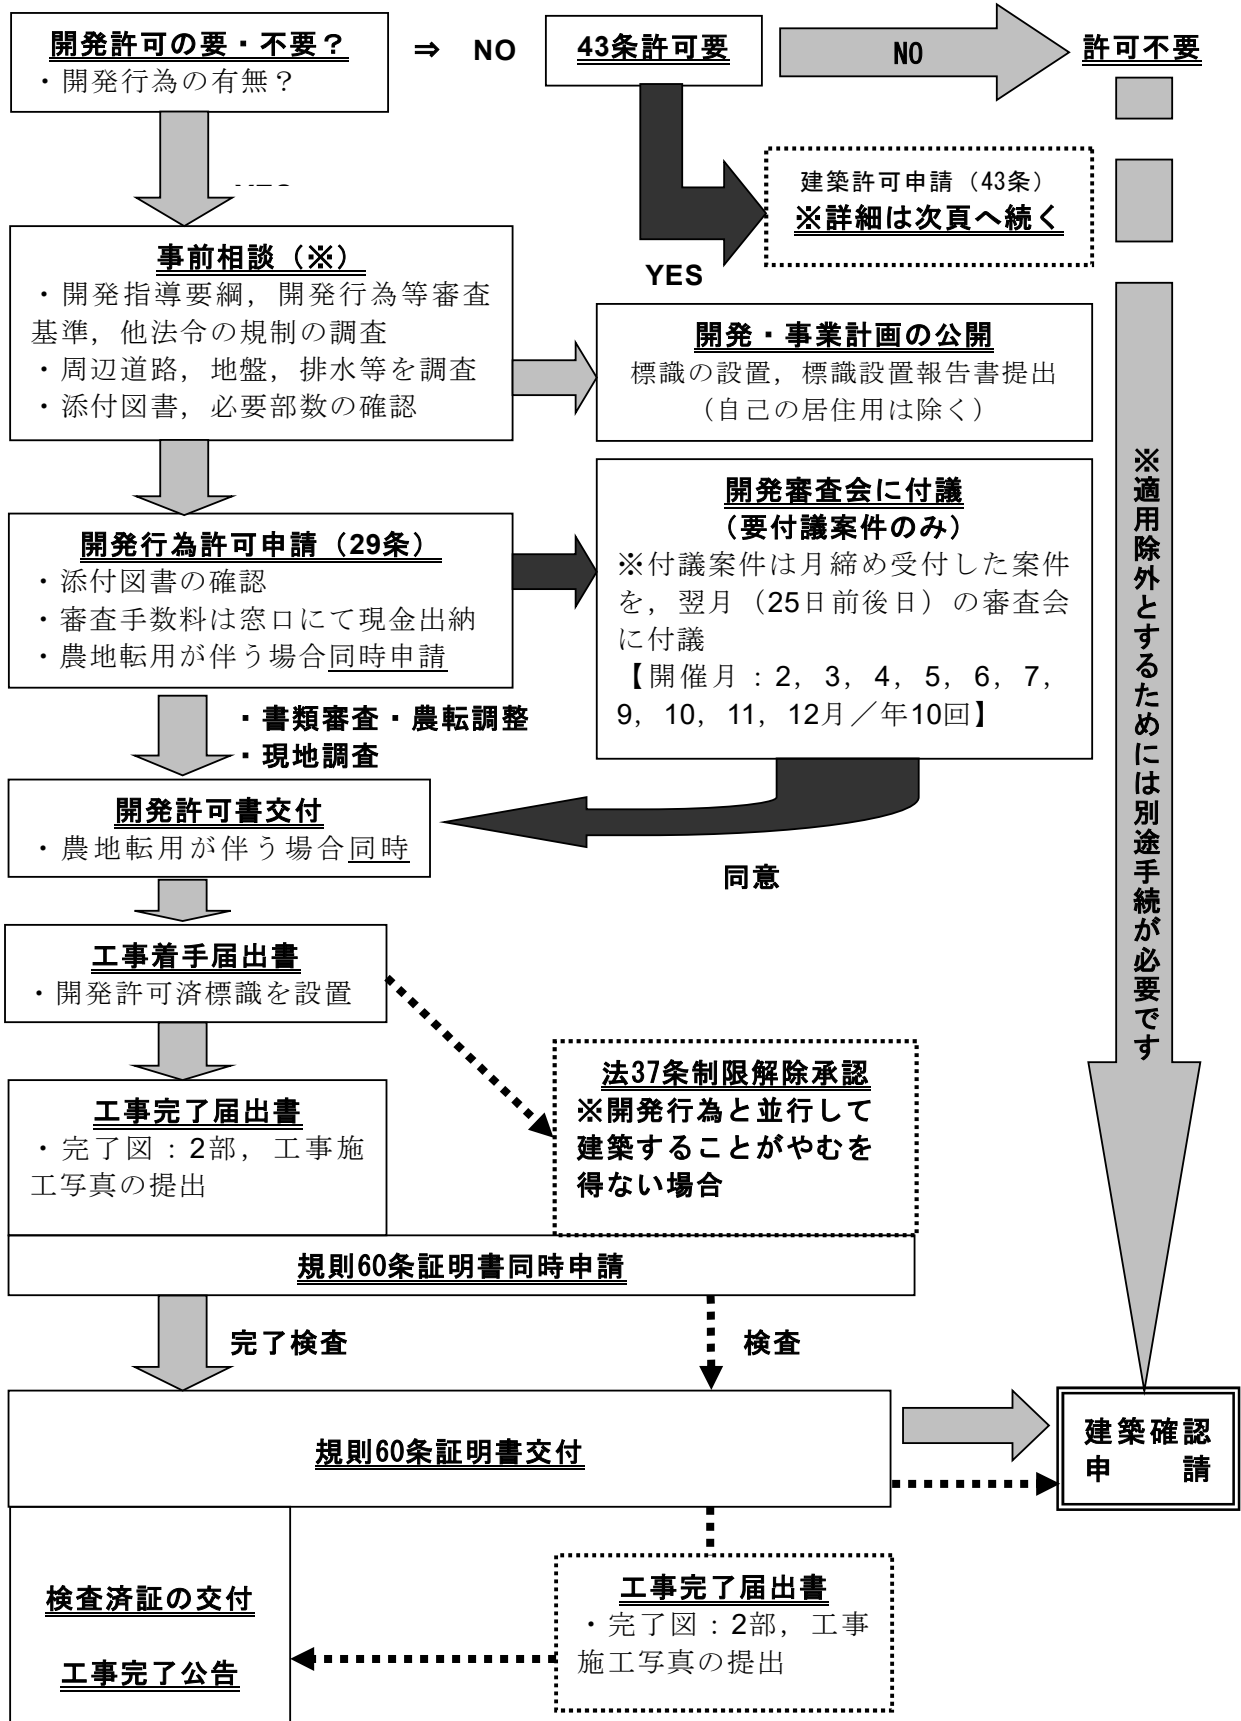 開発許可の要・不要？
・開発行為の有無？
⇒ NO
43条許可要
NO
許可不要
建築許可申請（43条）
※詳細は次頁へ続く
YES
事前相談（※）
・開発指導要綱，開発行為等審査
基準，他法令の規制の調査
・周辺道路，地盤，排水等を調査
・添付図書，必要部数の確認
開発・事業計画の公開
標識の設置，標識設置報告書提出
（自己の居住用は除く）
開発行為許可申請（29条）
・添付図書の確認
・審査手数料は窓口にて現金出納
・農地転用が伴う場合同時申請
開発審査会に付議
（要付議案件のみ）
※付議案件は月締め受付した案件
を，翌月（25日前後日）の審査会
に付議
【開催月：2，3，4，5，6，7，
9，10，11，12月／年10回】
・書類審査・農転調整
・現地調査
開発許可書交付
・農地転用が伴う場合同時
同意
※適用除外とするためには別途手続が必要です
工事着手届出書
・開発許可済標識を設置
法37条制限解除承認
※開発行為と並行して
建築することがやむを
得ない場合
工事完了届出書
・完了図：2部，工事施
工写真の提出
規則60条証明書同時申請
完了検査
検査
規則60条証明書交付
建築確認
申　　請
検査済証の交付
工事完了公告
工事完了届出書
・完了図：2部，工事
施工写真の提出